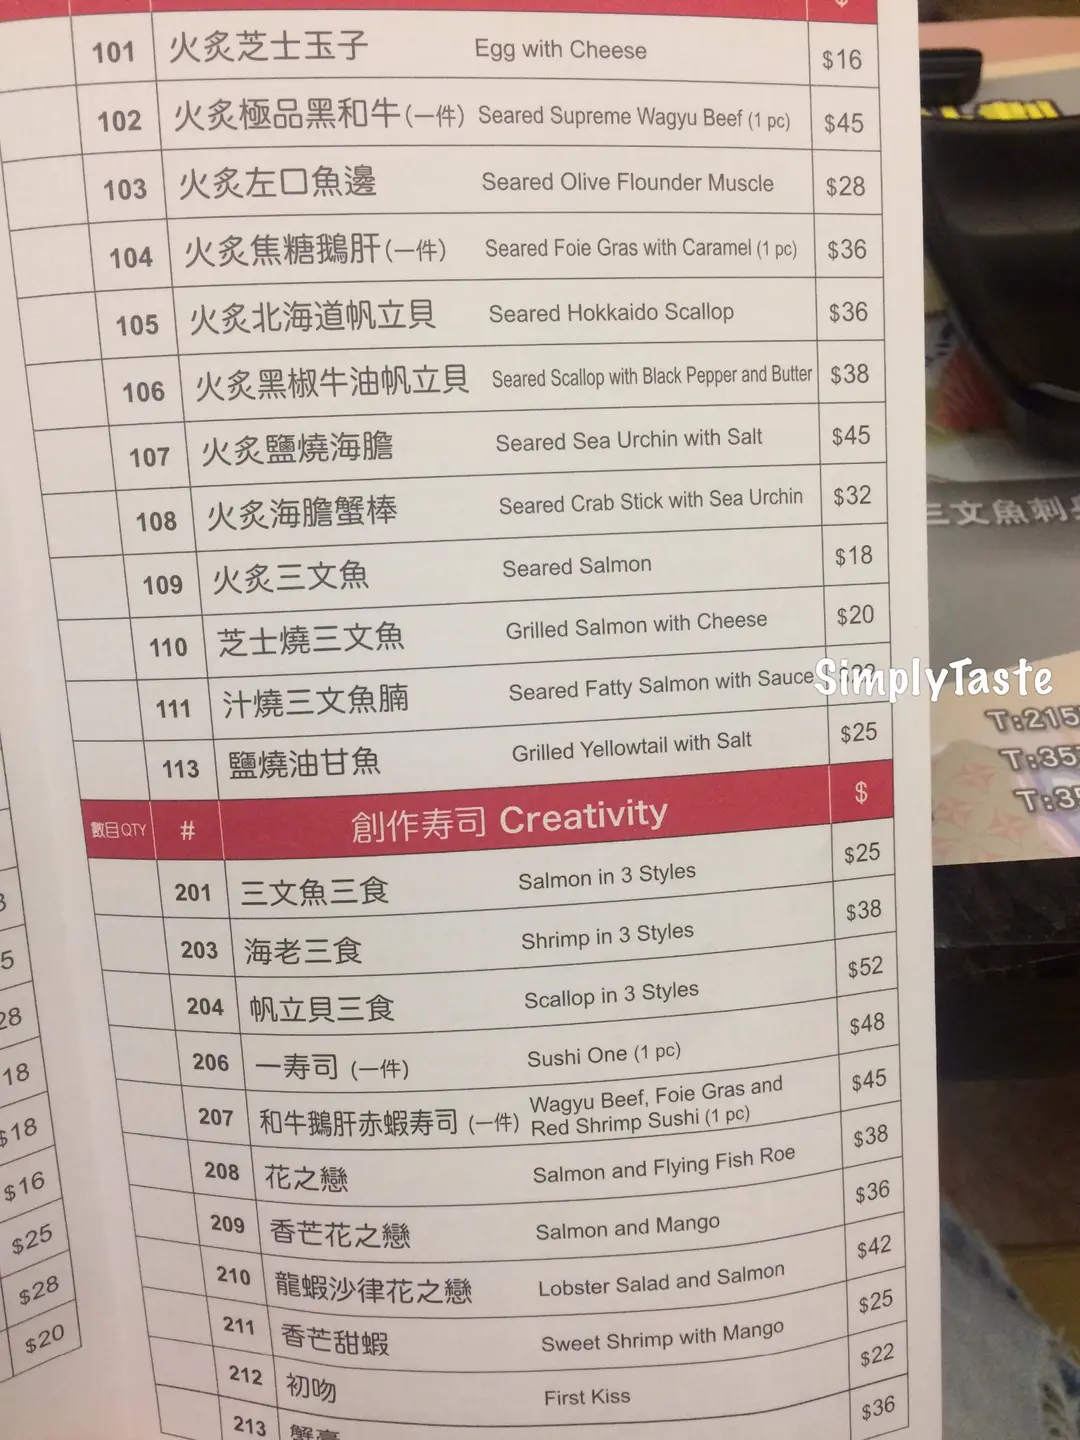 $
101 火炙芝士玉子 Egg with Cheese $16
102 火炙極品黑和牛(一件) Seared Supreme Wagyu Beef (1 pc) $45
103 火炙左口魚邊 Seared Olive Flounder Muscle $28
104 火炙焦糖鵝肝(一件) Seared Foie Gras with Caramel (1 pc) $36
105 火炙北海道帆立貝 Seared Hokkaido Scallop $36
106 火炙黑椒牛油帆立貝 Seared Scallop with Black Pepper and Butter $38
107 火炙鹽燒海膽 Seared Sea Urchin with Salt $45
108 火炙海膽蟹棒 Seared Crab Stick with Sea Urchin $32
109 火炙三文魚 Seared Salmon $18
110 芝士燒三文魚 Grilled Salmon with Cheese $20
111 汁燒三文魚腩 Seared Fatty Salmon with Sauce
113 鹽燒油甘魚 Grilled Yellowtail with Salt $25
數目QTY # 創作寿司 Creativity $
201 三文魚三食 Salmon in 3 Styles $25
203 海老三食 Shrimp in 3 Styles $38
204 帆立貝三食 Scallop in 3 Styles $52
206 一寿司 (一件) Sushi One (1 pc) $48
207 和牛鵝肝赤蝦寿司 (一件) Wagyu Beef, Foie Gras and Red Shrimp Sushi (1 pc) $45
208 花之戀 Salmon and Flying Fish Roe $38
209 香芒花之戀 Salmon and Mango $36
210 龍蝦沙律花之戀 Lobster Salad and Salmon $42
211 香芒甜蝦 Sweet Shrimp with Mango $25
212 初吻 First Kiss $22
213 $36
28
18
$18
$16
$25
$28
$20
三文魚刺
SimplyTaste
T:215
T:35
T:3